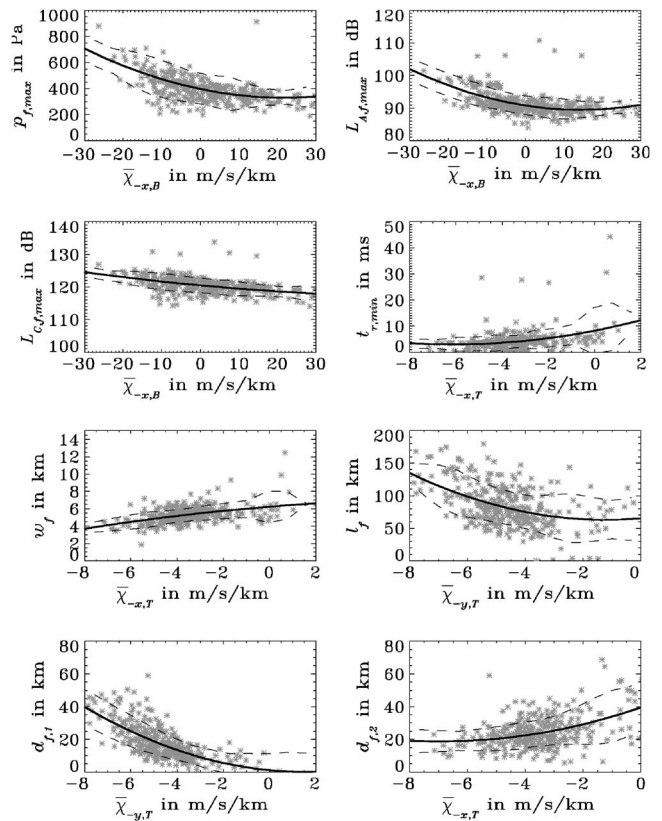 p_f,max in Pa
1000
800
600
400
200
0
−30 −20 −10 0 10 20 30
χ̅_−x,B in m/s/km
L_Af,max in dB
120
110
100
90
80
−30 −20 −10 0 10 20 30
χ̅_−x,B in m/s/km
L_Cf,max in dB
140
130
120
110
100
−30 −20 −10 0 10 20 30
χ̅_−x,B in m/s/km
t_r,min in ms
50
40
30
20
10
0
−8 −6 −4 −2 0 2
χ̅_−x,T in m/s/km
w_f in km
14
12
10
8
6
4
2
0
−8 −6 −4 −2 0 2
χ̅_−x,T in m/s/km
l_f in km
200
150
100
50
0
−8 −6 −4 −2 0
χ̅_−y,T in m/s/km
d_f,1 in km
80
60
40
20
0
−8 −6 −4 −2 0 2
χ̅_−y,T in m/s/km
d_f,2 in km
80
60
40
20
0
−8 −6 −4 −2 0
χ̅_−x,T in m/s/km